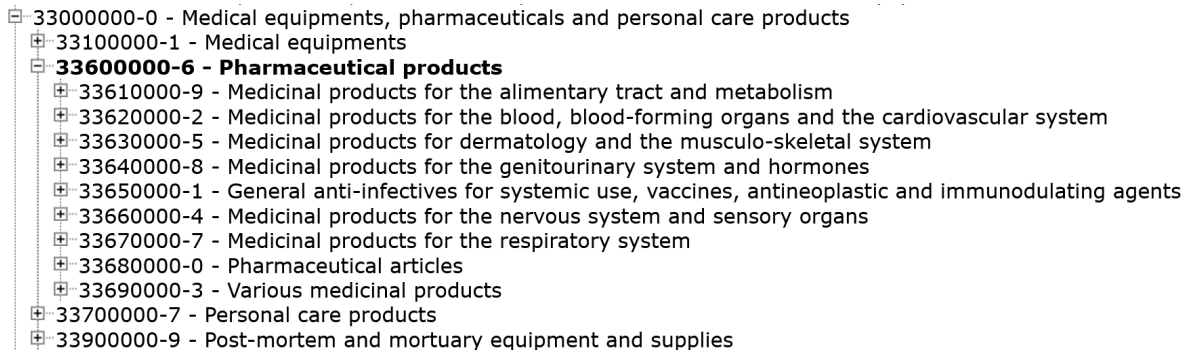 33000000-0 - Medical equipments, pharmaceuticals and personal care products
33100000-1 - Medical equipments
33600000-6 - Pharmaceutical products
33610000-9 - Medicinal products for the alimentary tract and metabolism
33620000-2 - Medicinal products for the blood, blood-forming organs and the cardiovascular system
33630000-5 - Medicinal products for dermatology and the musculo-skeletal system
33640000-8 - Medicinal products for the genitourinary system and hormones
33650000-1 - General anti-infectives for systemic use, vaccines, antineoplastic and immunodulating agents
33660000-4 - Medicinal products for the nervous system and sensory organs
33670000-7 - Medicinal products for the respiratory system
33680000-0 - Pharmaceutical articles
33690000-3 - Various medicinal products
33700000-7 - Personal care products
33900000-9 - Post-mortem and mortuary equipment and supplies